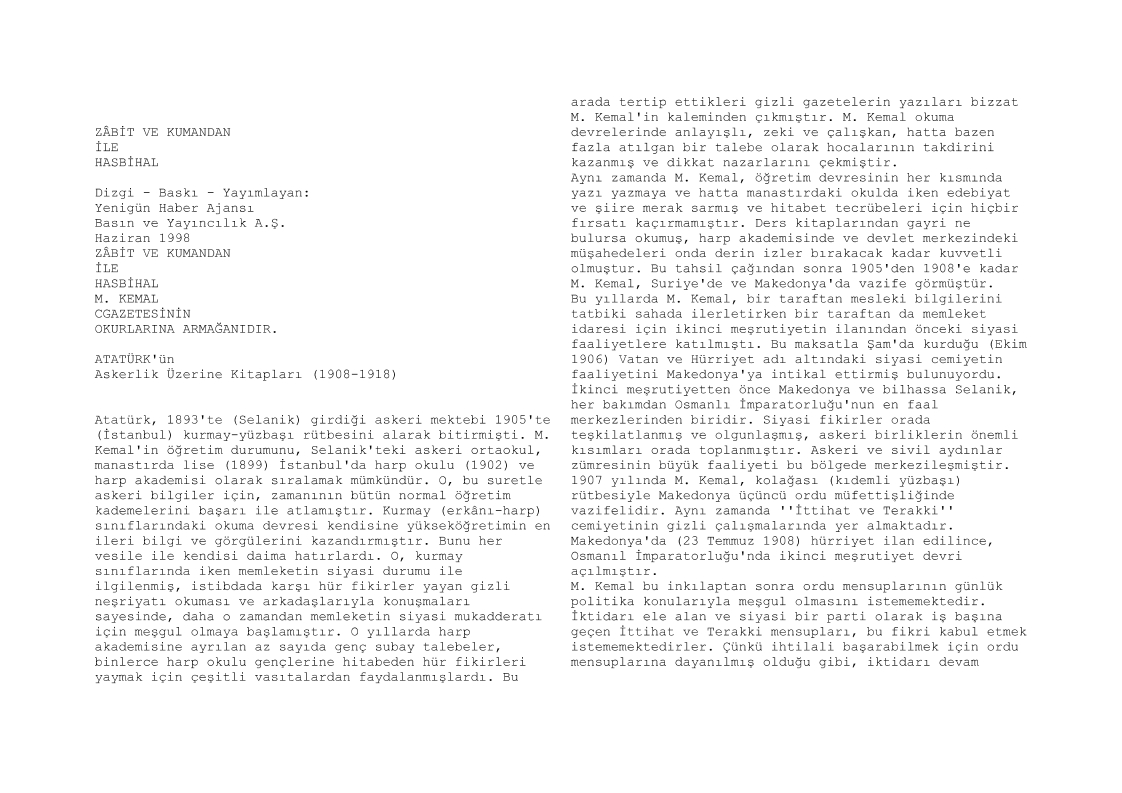 ZÂBİT VE KUMANDAN
İLE
HASBİHAL
Dizgi - Baskı - Yayımlayan:
Yenigün Haber Ajansı
Basın ve Yayıncılık A.Ş.
Haziran 1998
ZÂBİT VE KUMANDAN
İLE
HASBİHAL
M. KEMAL
CGAZETESİNİN
OKURLARINA ARMAĞANIDIR.
ATATÜRK'ün
Askerlik Üzerine Kitapları (1908-1918)
Atatürk, 1893'te (Selanik) girdiği askeri mektebi 1905'te
(İstanbul) kurmay-yüzbaşı rütbesini alarak bitirmişti. M.
Kemal'in öğretim durumunu, Selanik'teki askeri ortaokul,
manastırda lise (1899) İstanbul'da harp okulu (1902) ve
harp akademisi olarak sıralamak mümkündür. O, bu suretle
askeri bilgiler için, zamanının bütün normal öğretim
kademelerini başarı ile atlamıştır. Kurmay (erkânı-harp)
sınıflarındaki okuma devresi kendisine yükseköğretimin en
ileri bilgi ve görgülerini kazandırmıştır. Bunu her
vesile ile kendisi daima hatırlardı. O, kurmay
sınıflarında iken memleketin siyasi durumu ile
ilgilenmiş, istibdada karşı hür fikirler yayan gizli
neşriyatı okuması ve arkadaşlarıyla konuşmaları
sayesinde, daha o zamandan memleketin siyasi mukadderatı
için meşgul olmaya başlamıştır. O yıllarda harp
akademisine ayrılan az sayıda genç subay talebeler,
binlerce harp okulu gençlerine hitabeden hür fikirleri
yaymak için çeşitli vasıtalardan faydalanmışlardı. Bu
arada tertip ettikleri gizli gazetelerin yazıları bizzat
M. Kemal'in kaleminden çıkmıştır. M. Kemal okuma
devrelerinde anlayışlı, zeki ve çalışkan, hatta bazen
fazla atılgan bir talebe olarak hocalarının takdirini
kazanmış ve dikkat nazarlarını çekmiştir.
Aynı zamanda M. Kemal, öğretim devresinin her kısmında
yazı yazmaya ve hatta manastırdaki okulda iken edebiyat
ve şiire merak sarmış ve hitabet tecrübeleri için hiçbir
fırsatı kaçırmamıştır. Ders kitaplarından gayri ne
bulursa okumuş, harp akademisinde ve devlet merkezindeki
müşahedeleri onda derin izler bırakacak kadar kuvvetli
olmuştur. Bu tahsil çağından sonra 1905'den 1908'e kadar
M. Kemal, Suriye'de ve Makedonya'da vazife görmüştür.
Bu yıllarda M. Kemal, bir taraftan mesleki bilgilerini
tatbiki sahada ilerletirken bir taraftan da memleket
idaresi için ikinci meşrutiyetin ilanından önceki siyasi
faaliyetlere katılmıştı. Bu maksatla Şam'da kurduğu (Ekim
1906) Vatan ve Hürriyet adı altındaki siyasi cemiyetin
faaliyetini Makedonya'ya intikal ettirmiş bulunuyordu.
İkinci meşrutiyetten önce Makedonya ve bilhassa Selanik,
her bakımdan Osmanlı İmparatorluğu'nun en faal
merkezlerinden biridir. Siyasi fikirler orada
teşkilatlanmış ve olgunlaşmış, askeri birliklerin önemli
kısımları orada toplanmıştır. Askeri ve sivil aydınlar
zümresinin büyük faaliyeti bu bölgede merkezileşmiştir.
1907 yılında M. Kemal, kolağası (kıdemli yüzbaşı)
rütbesiyle Makedonya üçüncü ordu müfettişliğinde
vazifelidir. Aynı zamanda ''İttihat ve Terakki''
cemiyetinin gizli çalışmalarında yer almaktadır.
Makedonya'da (23 Temmuz 1908) hürriyet ilan edilince,
Osmanıl İmparatorluğu'nda ikinci meşrutiyet devri
açılmıştır.
M. Kemal bu inkılaptan sonra ordu mensuplarının günlük
politika konularıyla meşgul olmasını istememektedir.
İktidarı ele alan ve siyasi bir parti olarak iş başına
geçen İttihat ve Terakki mensupları, bu fikri kabul etmek
istememektedirler. Çünkü ihtilali başarabilmek için ordu
mensuplarına dayanılmış olduğu gibi, iktidarı devam